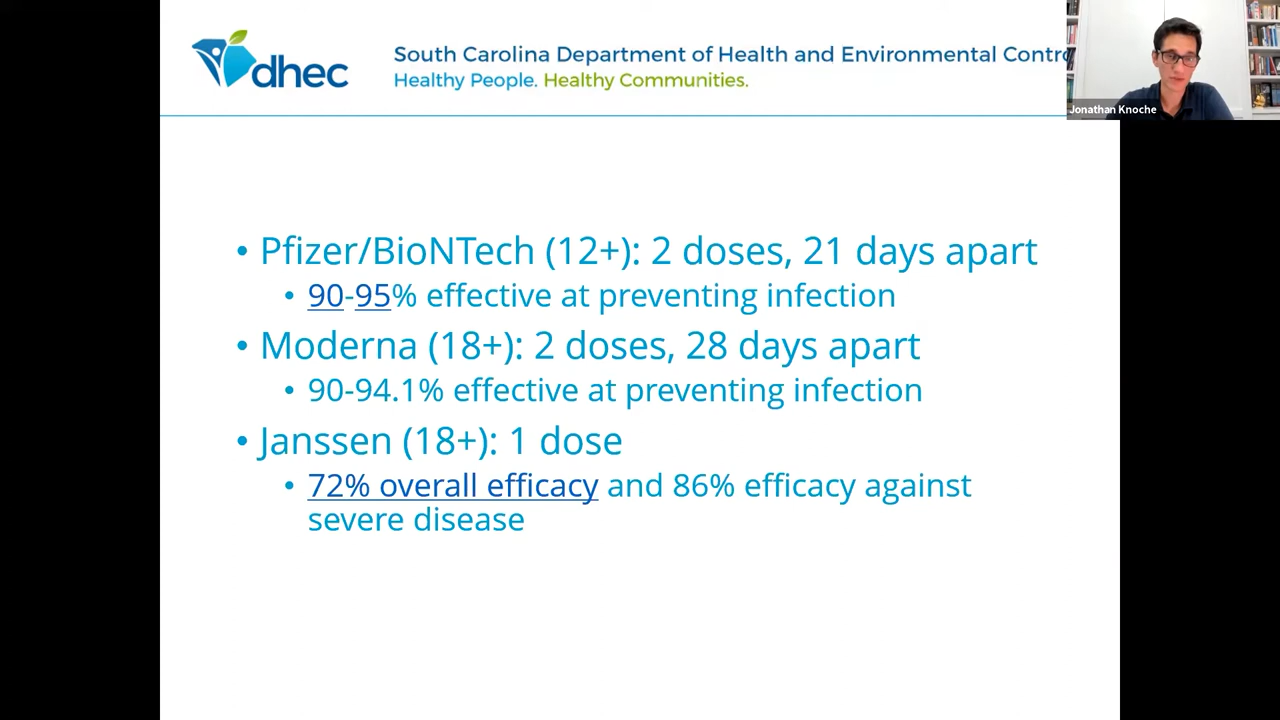 dhec
South Carolina Department of Health and Environmental Contro
Healthy People. Healthy Communities.
Jonathan Knoche
• Pfizer/BioNTech (12+): 2 doses, 21 days apart
• 90-95% effective at preventing infection
• Moderna (18+): 2 doses, 28 days apart
• 90-94.1% effective at preventing infection
• Janssen (18+): 1 dose
• 72% overall efficacy and 86% efficacy against
severe disease